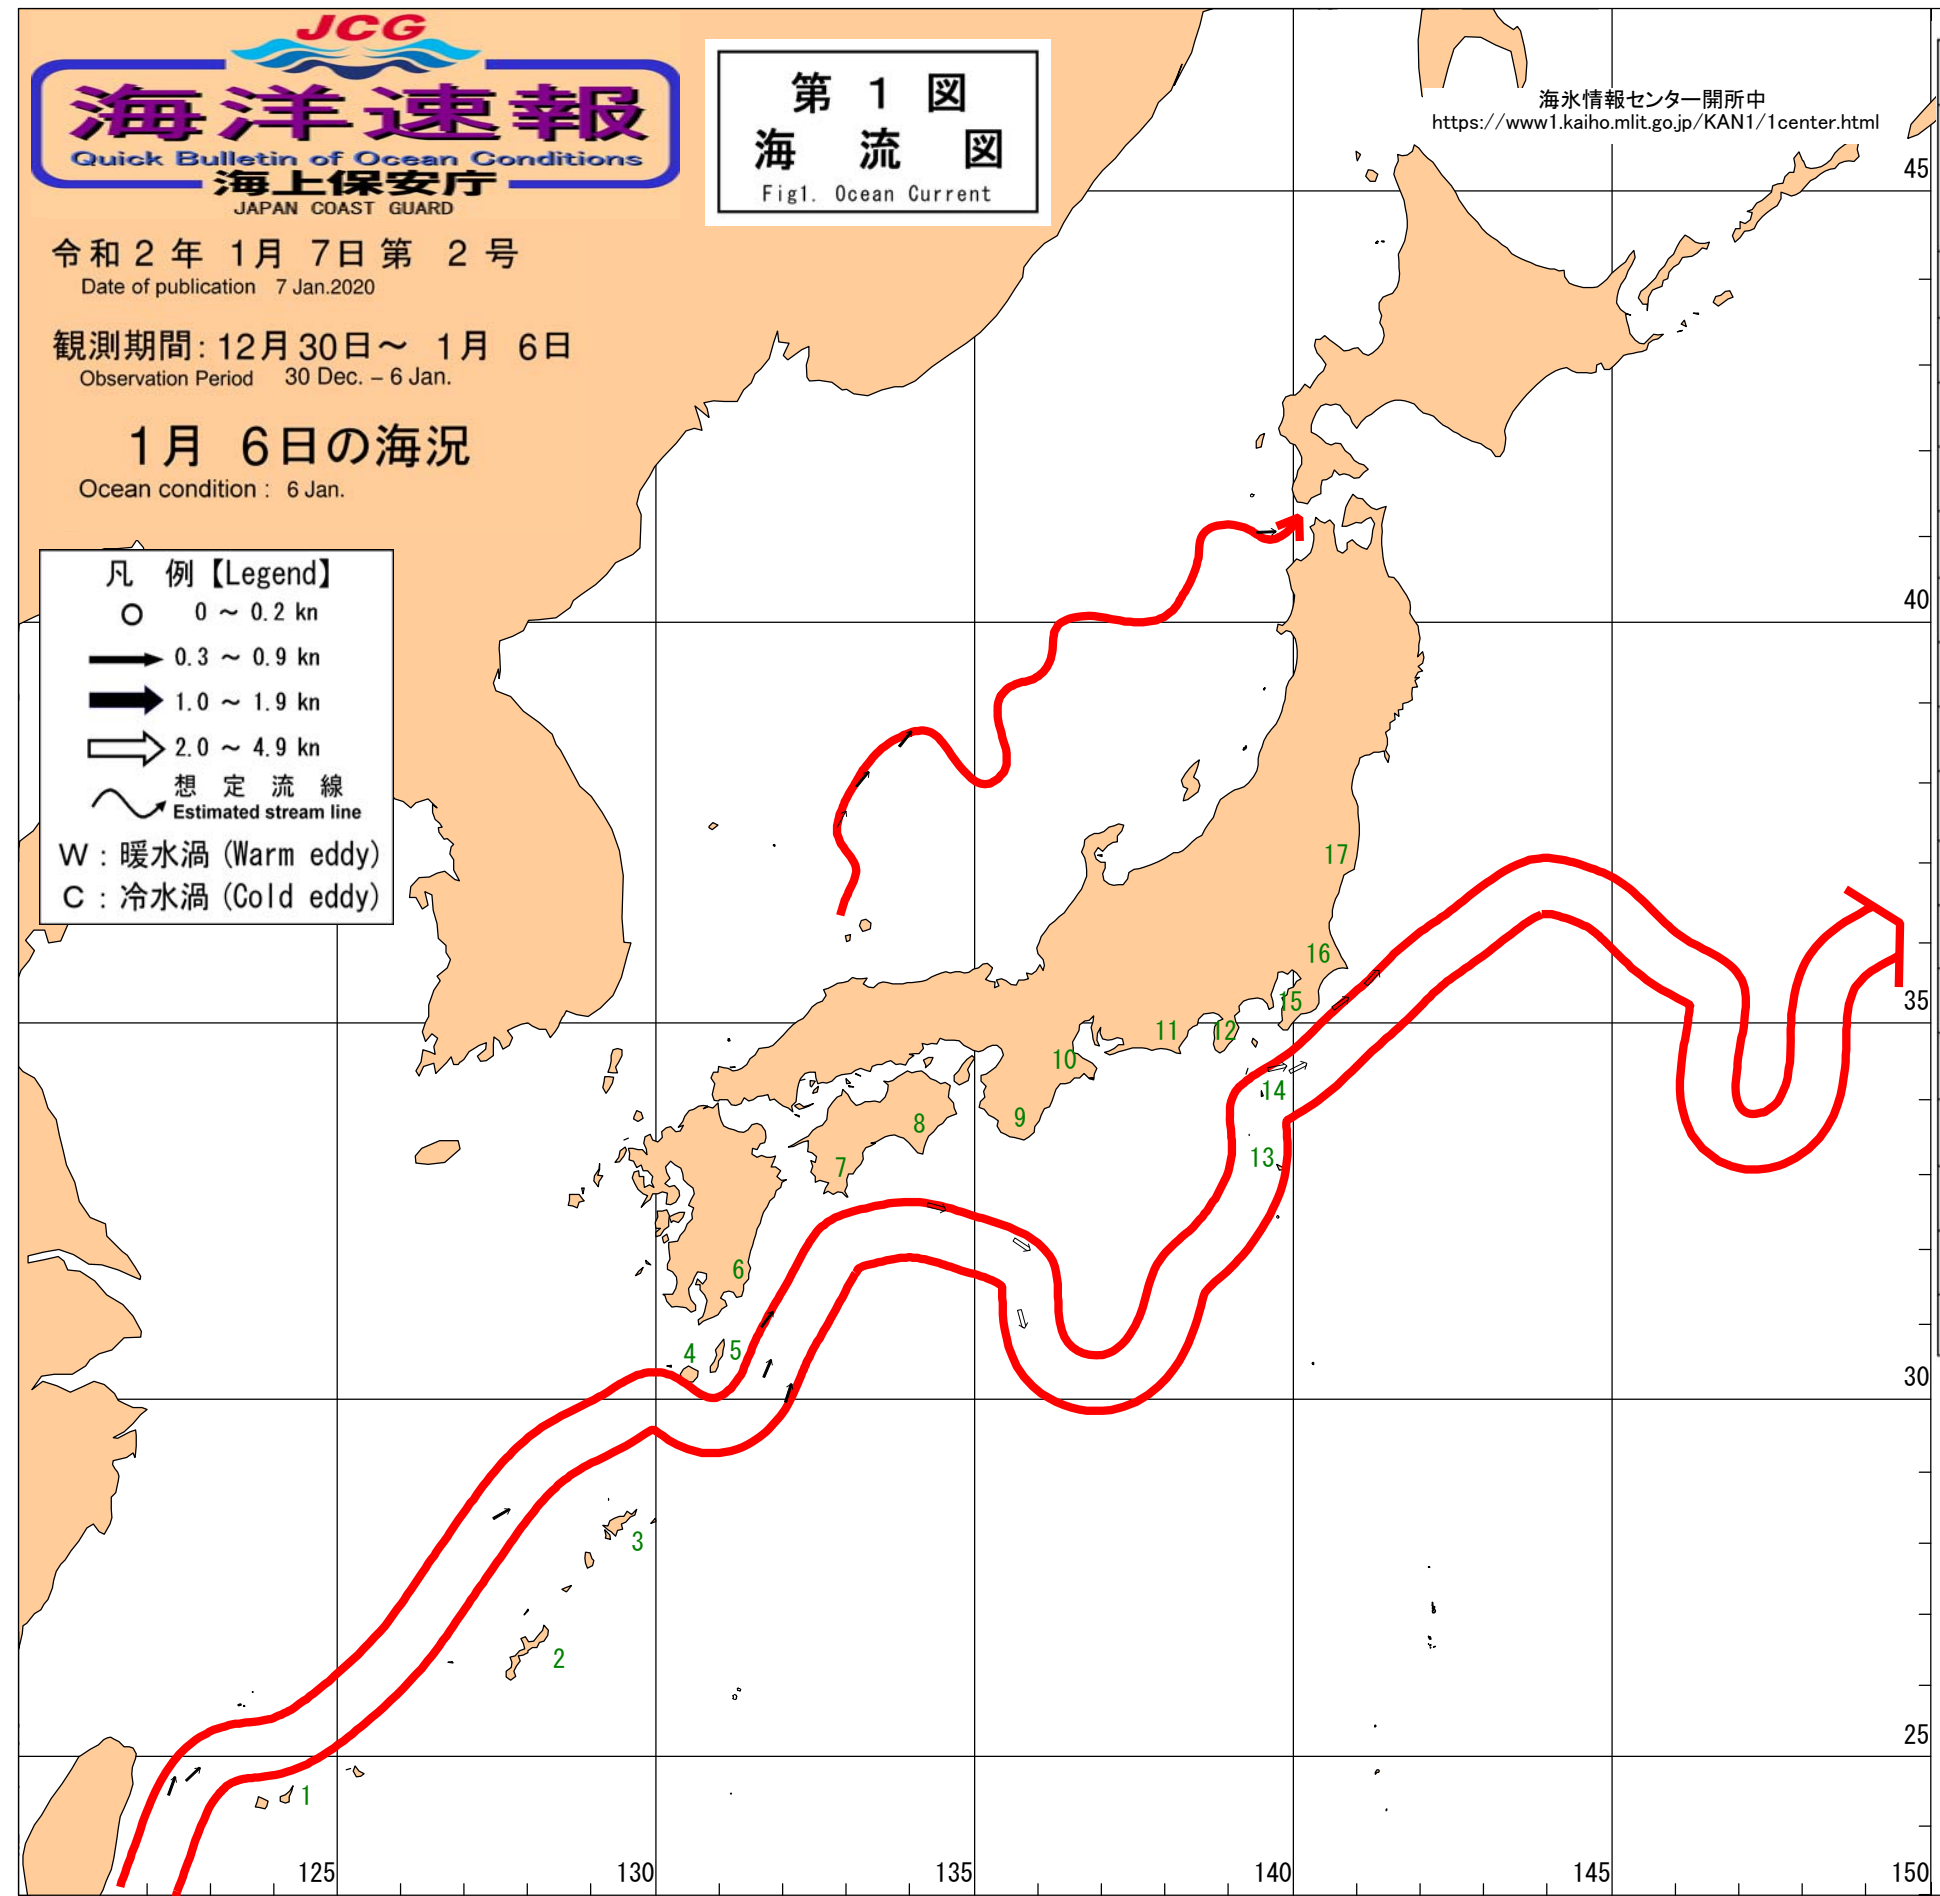 JCG
海洋速報
Quick Bulletin of Ocean Conditions
海上保安庁
JAPAN COAST GUARD
令和 2 年 1月 7日 第 2 号
Date of publication 7 Jan.2020
観測期間: 12月30日～ 1月 6日
Observation Period 30 Dec. – 6 Jan.
1月 6日の海況
Ocean condition : 6 Jan.
第 1 図
海 流 図
Fig1. Ocean Current
海氷情報センター開所中
https://www1.kaiho.mlit.go.jp/KAN1/1center.html
凡 例【Legend】
0 ～ 0.2 kn
0.3 ～ 0.9 kn
1.0 ～ 1.9 kn
2.0 ～ 4.9 kn
想 定 流 線
Estimated stream line
W : 暖水渦 (Warm eddy)
C : 冷水渦 (Cold eddy)
45
40
17
16
35
15
12
11
10
14
9
8
13
7
6
5
4
30
3
2
25
1
125
130
135
140
145
150